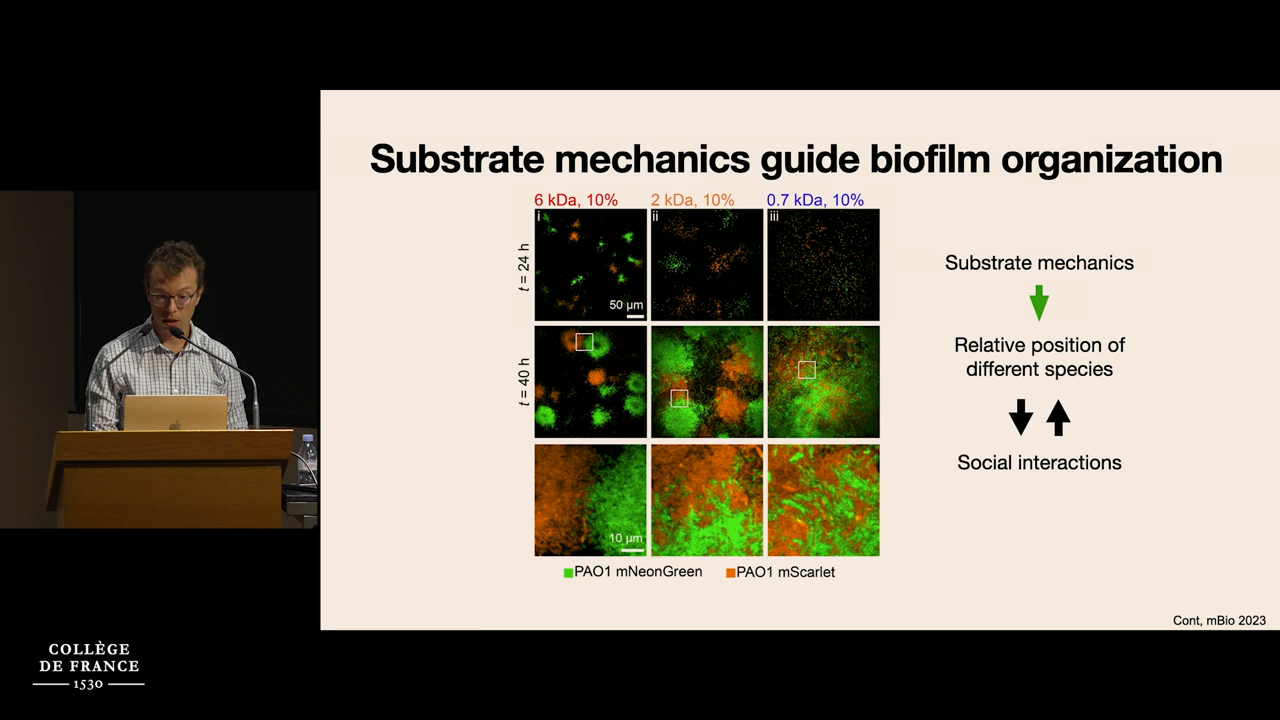 Substrate mechanics guide biofilm organization
6 kDa, 10%
2 kDa, 10%
0.7 kDa, 10%
i
ii
iii
t = 24 h
50 µm
t = 40 h
10 µm
PAO1 mNeonGreen
PAO1 mScarlet
Substrate mechanics
Relative position of
different species
Social interactions
Cont, mBio 2023
COLLÈGE
DE FRANCE
1530